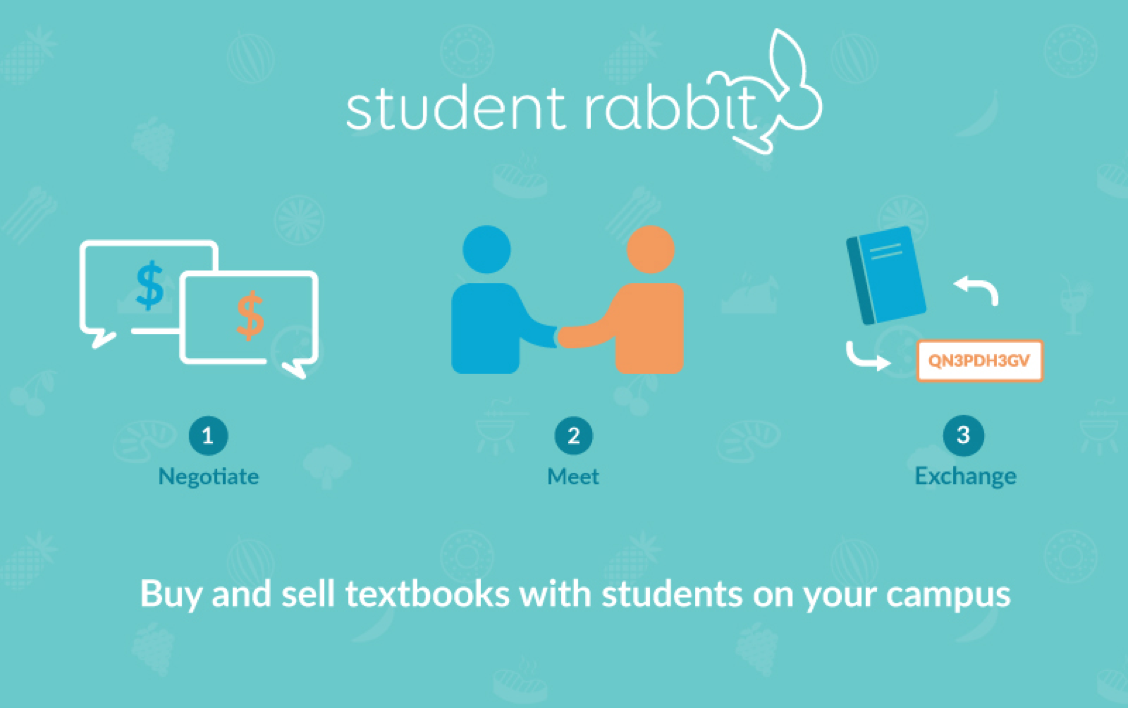 student rabbit
$
$
QN3PDH3GV
1
2
3
Negotiate
Meet
Exchange
Buy and sell textbooks with students on your campus